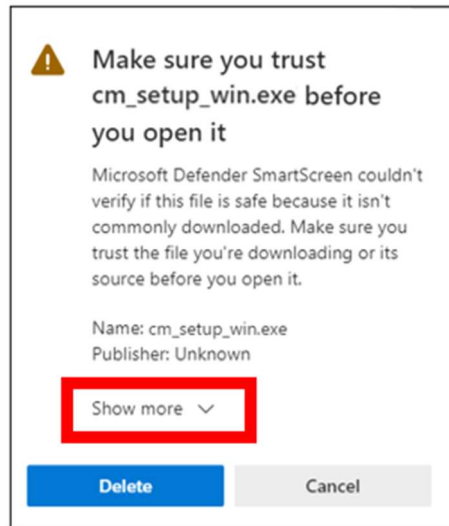 Make sure you trust
cm_setup_win.exe before
you open it
Microsoft Defender SmartScreen couldn't
verify if this file is safe because it isn't
commonly downloaded. Make sure you
trust the file you're downloading or its
source before you open it.
Name: cm_setup_win.exe
Publisher: Unknown
Show more
Delete Cancel